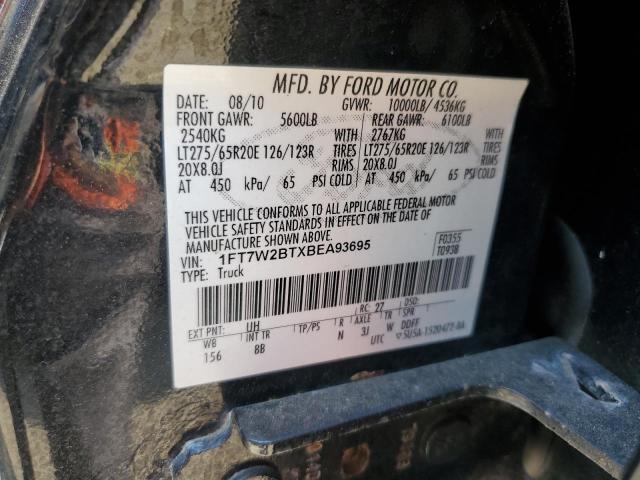 MFD. BY FORD MOTOR CO.
DATE: 08/10 GVWR: 10000LB/ 4536KG
FRONT GAWR: 5600LB REAR GAWR: 6100LB
2540KG WITH 2767KG WITH
LT275/65R20E 126/123R TIRES LT275/65R20E 126/123R TIRES
20X8.0J RIMS 20X8.0J RIMS
AT 450 kPa/ 65 PSI COLD AT 450 kPa/ 65 PSI COLD
THIS VEHICLE CONFORMS TO ALL APPLICABLE FEDERAL MOTOR
VEHICLE SAFETY STANDARDS IN EFFECT ON THE DATE OF
MANUFACTURE SHOWN ABOVE.
VIN: 1FT7W2BTXBEA93695 F0355
TYPE: Truck T0938
EXT PNT: UH RC: 27 DSO:
WB INT TR TP/PS R AXLE TR SPR
156 8B N 3J W DDFF
UTC 5U5A-1520472-AA